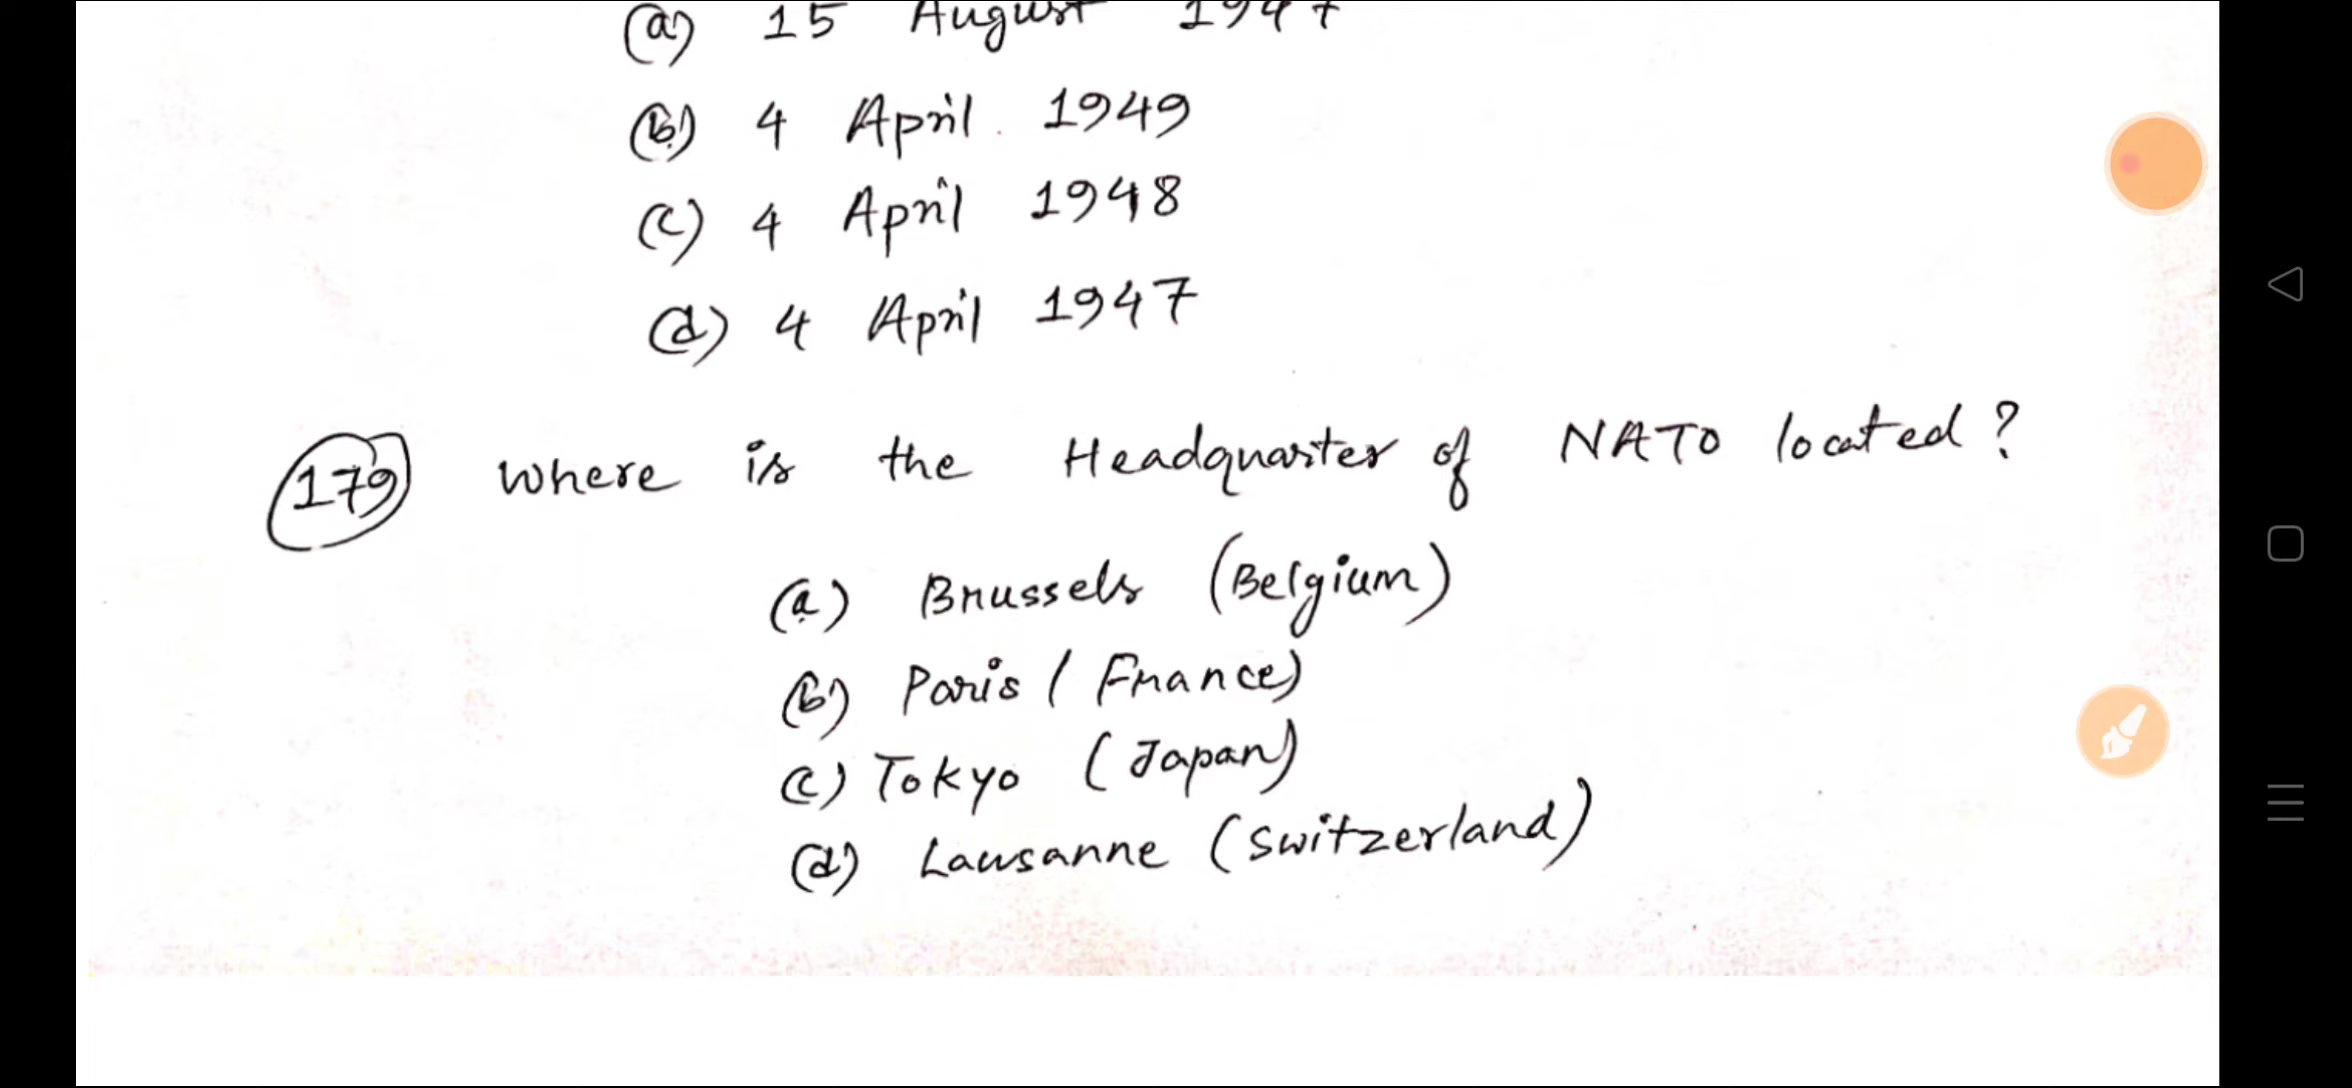 (a) 15 August 1947
(b) 4 April 1949
(c) 4 April 1948
(d) 4 April 1947
179 Where is the Headquarter of NATO located?
(a) Brussels (Belgium)
(b) Paris (France)
(c) Tokyo (Japan)
(d) Lausanne (Switzerland)